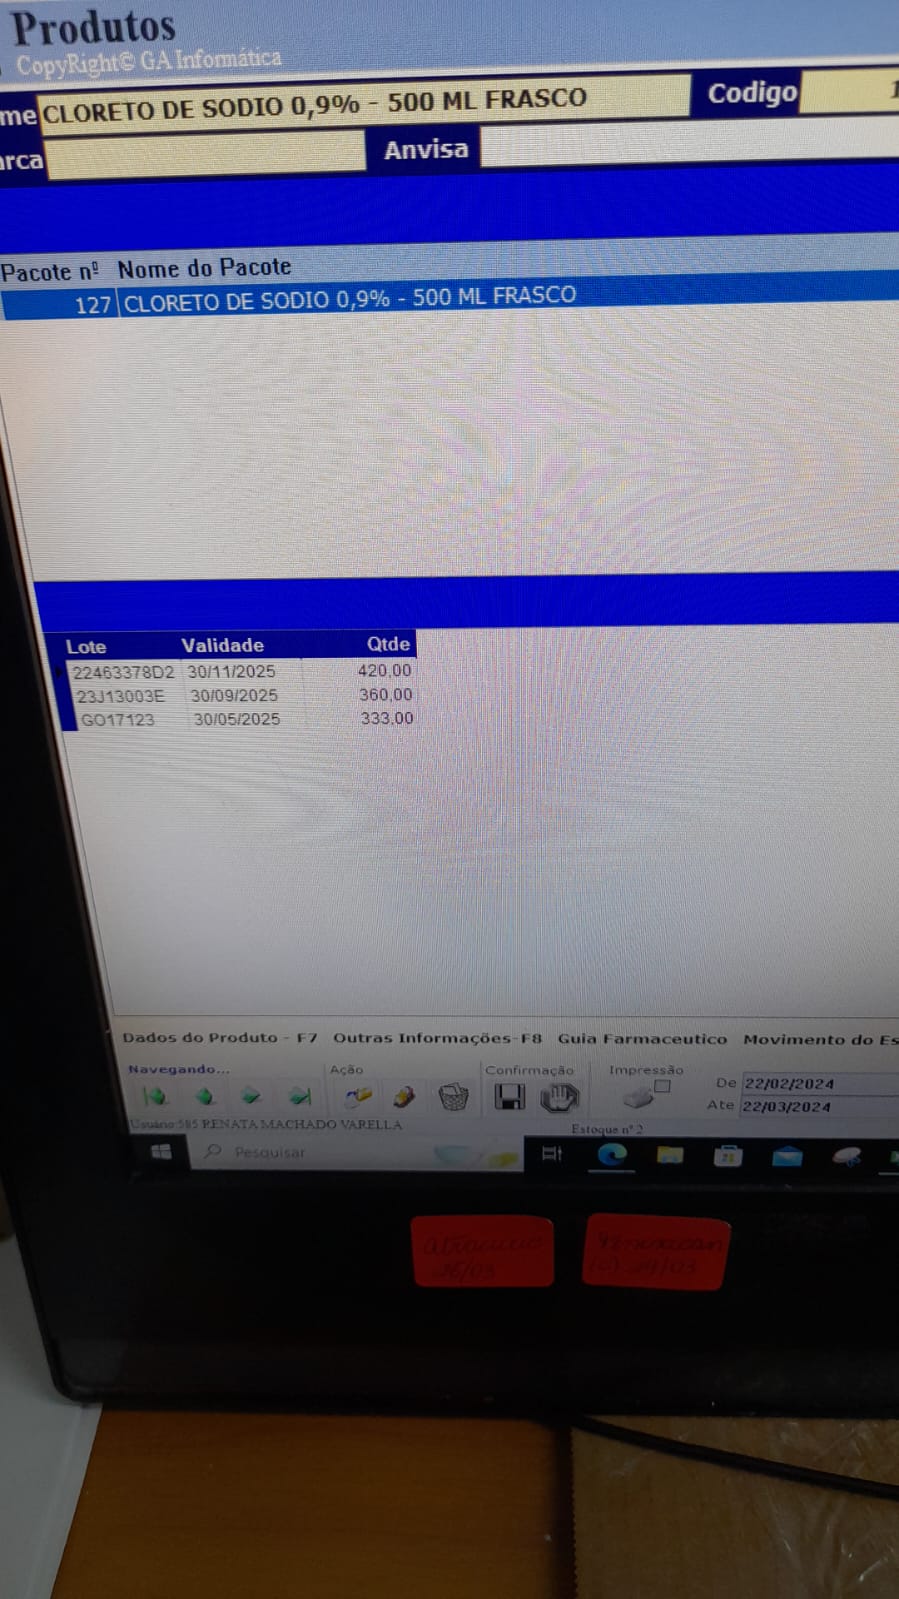 Produtos
CopyRight© GA Informática
me CLORETO DE SODIO 0,9% - 500 ML FRASCO Codigo 1
arca Anvisa
Pacote nº Nome do Pacote
127 CLORETO DE SODIO 0,9% - 500 ML FRASCO
Lote Validade Qtde
22463378D2 30/11/2025 420,00
23J13003E 30/09/2025 360,00
GO17123 30/05/2025 333,00
Dados do Produto - F7 Outras Informações-F8 Guia Farmaceutico Movimento do Es
Navegando... Ação Confirmação Impressão
De 22/02/2024
Ate 22/03/2024
Usuário:585 RENATA MACHADO VARELLA Estoque nº 2
Pesquisar
26/03